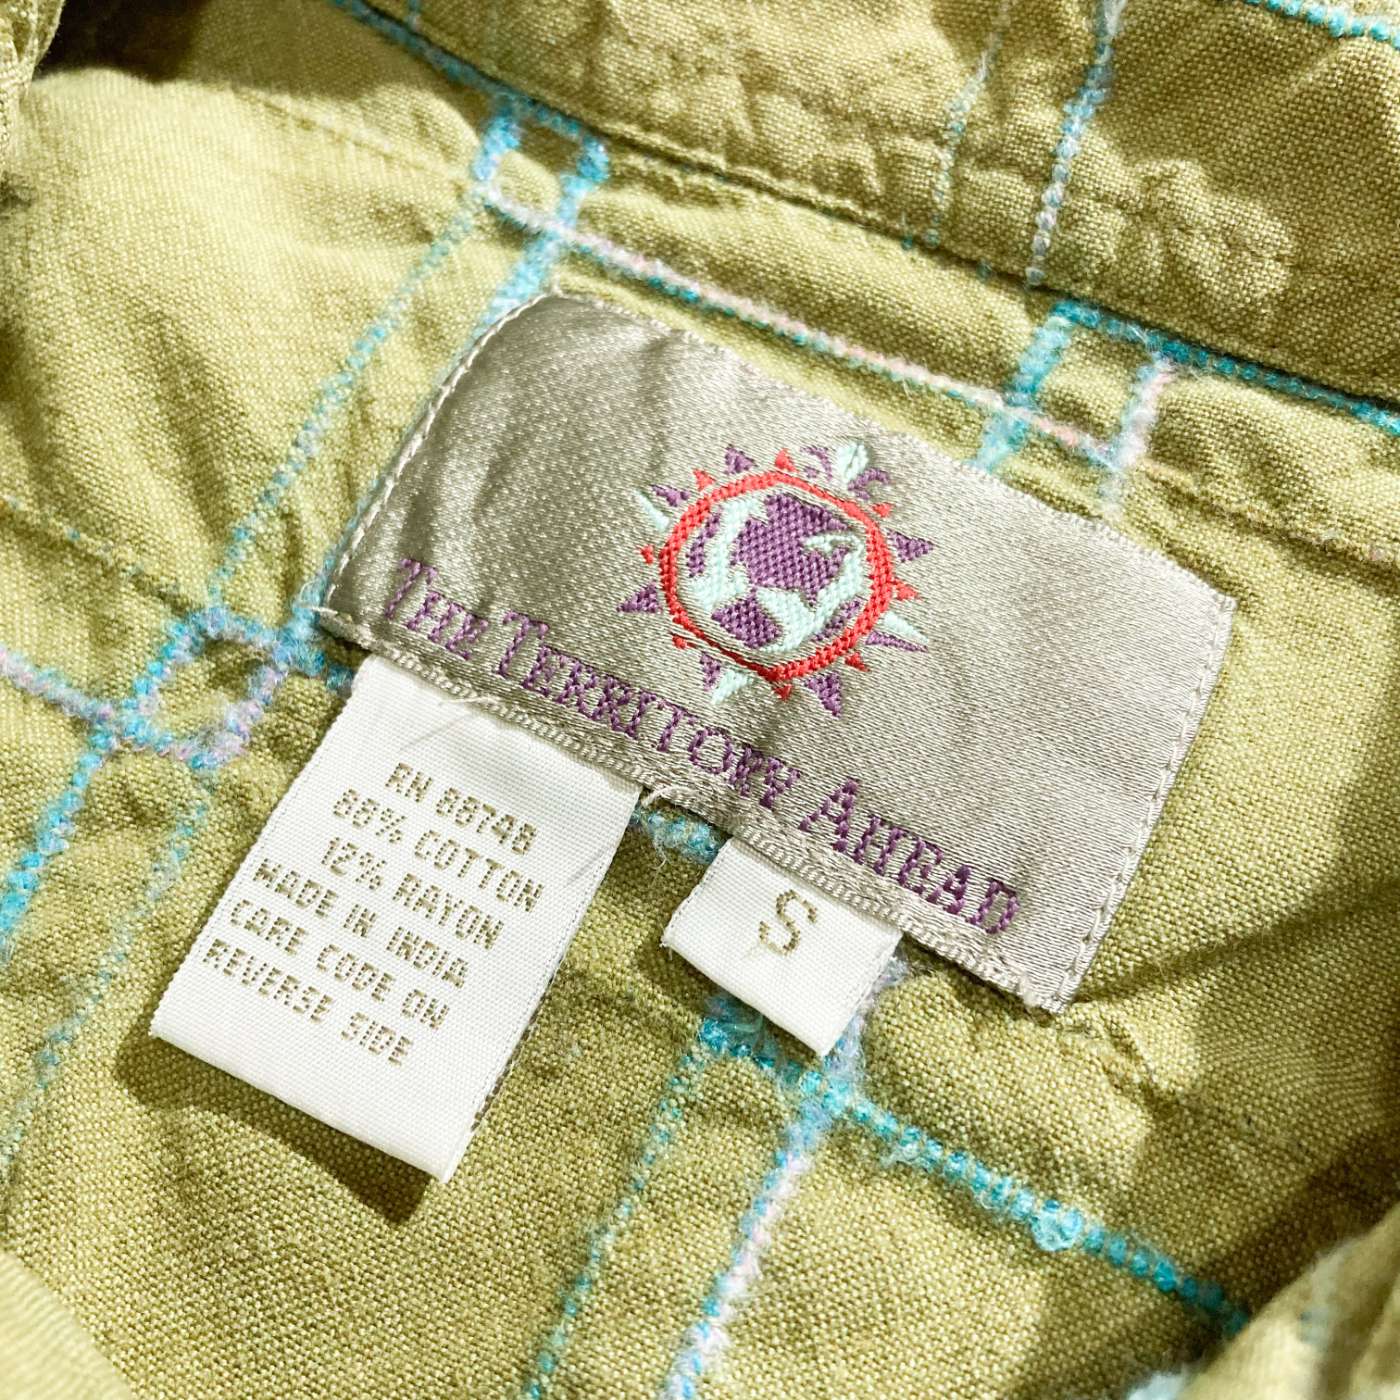 THE TERRITORY AHEAD
RN 88748
88% COTTON
12% RAYON
MADE IN INDIA
CARE CODE ON
REVERSE SIDE
S